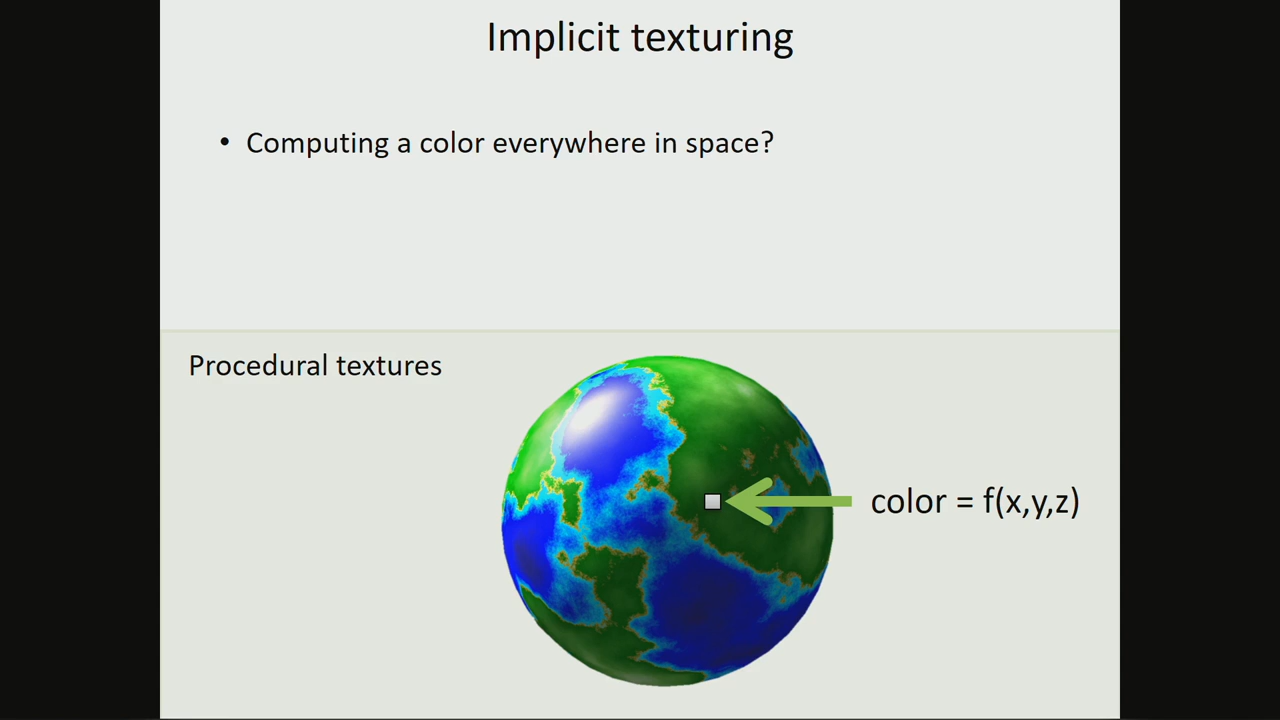 Implicit texturing
• Computing a color everywhere in space?
Procedural textures
color = f(x,y,z)